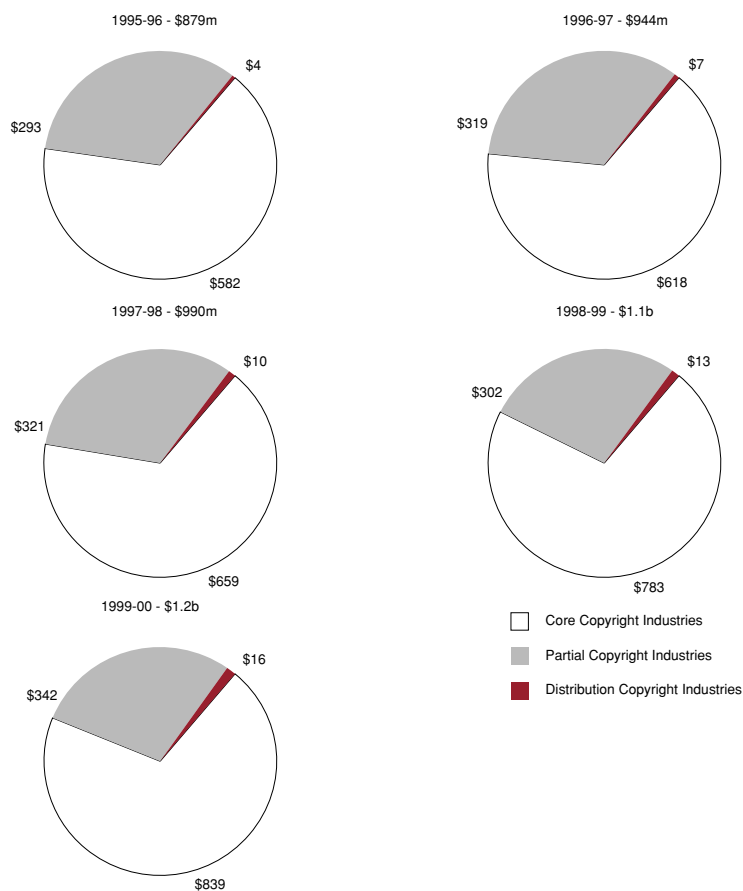 1995-96 - $879m
$4
$293
$582
1996-97 - $944m
$7
$319
$618
1997-98 - $990m
$10
$321
$659
1998-99 - $1.1b
$13
$302
$783
1999-00 - $1.2b
$16
$342
$839
Core Copyright Industries
Partial Copyright Industries
Distribution Copyright Industries